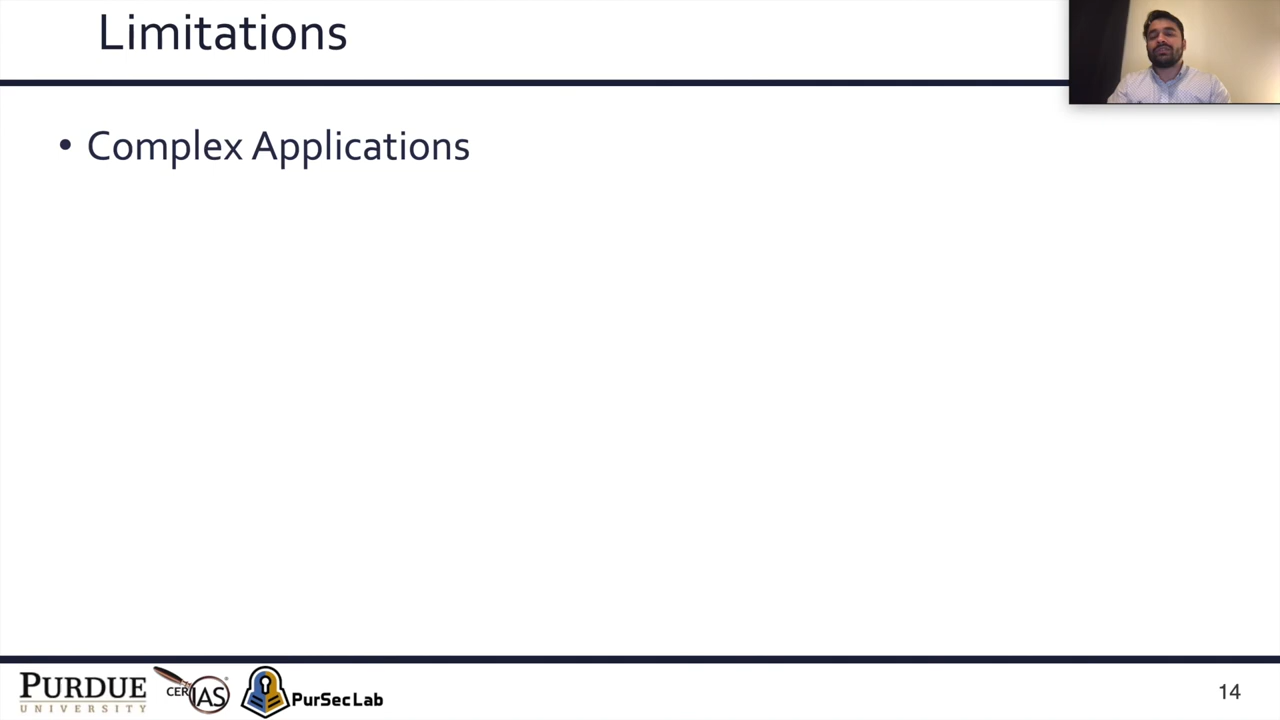 Limitations
• Complex Applications
PURDUE
UNIVERSITY
CERIAS
PurSecLab
14